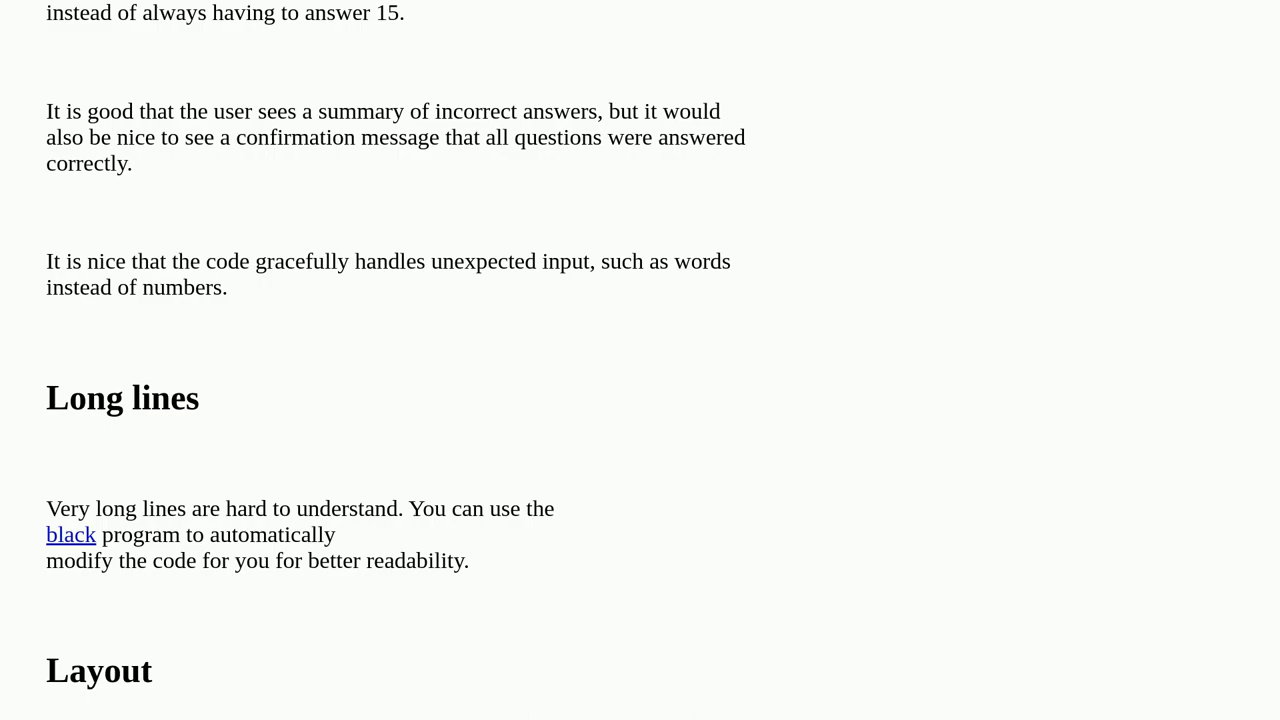 instead of always having to answer 15.
It is good that the user sees a summary of incorrect answers, but it would
also be nice to see a confirmation message that all questions were answered
correctly.
It is nice that the code gracefully handles unexpected input, such as words
instead of numbers.
Long lines
Very long lines are hard to understand. You can use the
black program to automatically
modify the code for you for better readability.
Layout